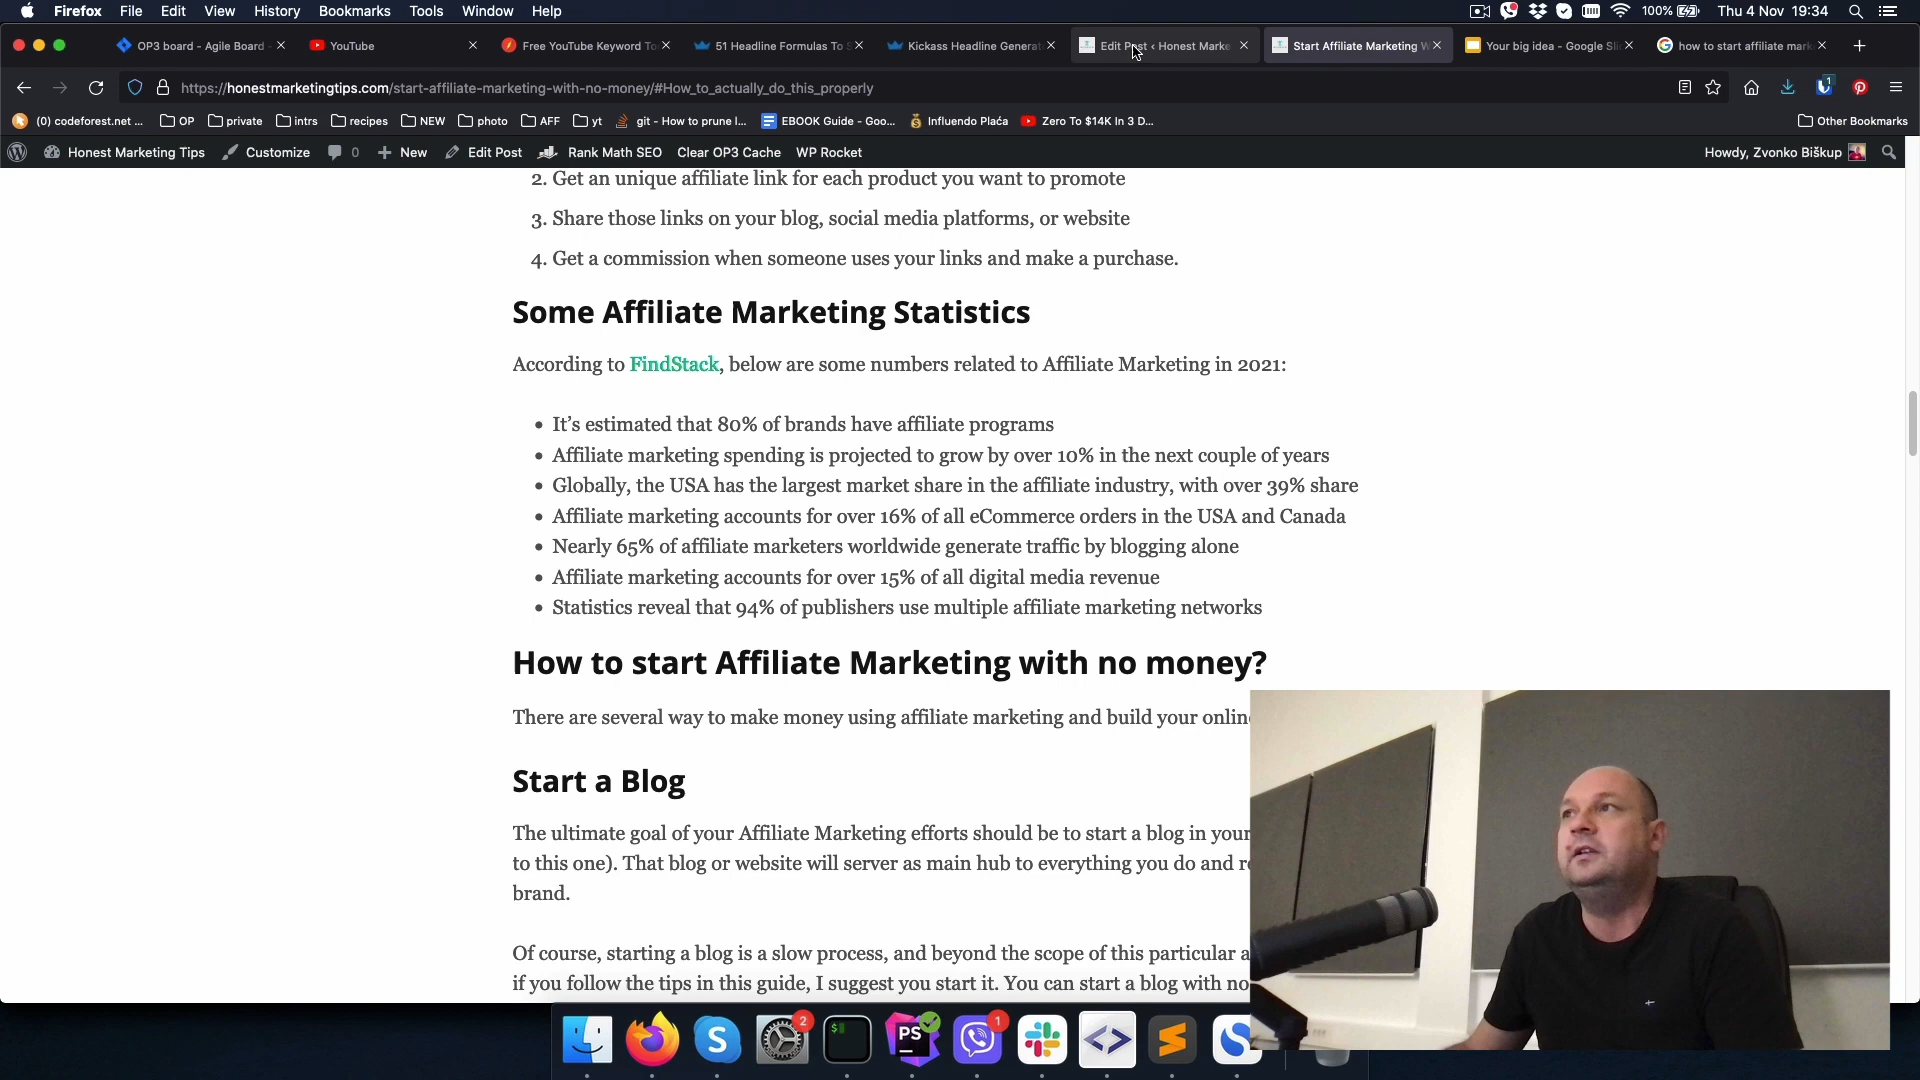 Firefox File Edit View History Bookmarks Tools Window Help 100% Thu 4 Nov 19:34
OP3 board - Agile Board YouTube Free YouTube Keyword To 51 Headline Formulas To S Kickass Headline Generat Edit Post ‹ Honest Marke Start Affiliate Marketing W Your big idea - Google Sli how to start affiliate mark
https://honestmarketingtips.com/start-affiliate-marketing-with-no-money/#How_to_actually_do_this_properly 1
(0) codeforest.net ... OP private intrs recipes NEW photo AFF yt git - How to prune l... EBOOK Guide - Goo... Influendo Plaća Zero To $14K In 3 D... Other Bookmarks
Honest Marketing Tips Customize 0 New Edit Post Rank Math SEO Clear OP3 Cache WP Rocket Howdy, Zvonko Biškup
2. Get an unique affiliate link for each product you want to promote
3. Share those links on your blog, social media platforms, or website
4. Get a commission when someone uses your links and make a purchase.
Some Affiliate Marketing Statistics
According to FindStack, below are some numbers related to Affiliate Marketing in 2021:
• It's estimated that 80% of brands have affiliate programs
• Affiliate marketing spending is projected to grow by over 10% in the next couple of years
• Globally, the USA has the largest market share in the affiliate industry, with over 39% share
• Affiliate marketing accounts for over 16% of all eCommerce orders in the USA and Canada
• Nearly 65% of affiliate marketers worldwide generate traffic by blogging alone
• Affiliate marketing accounts for over 15% of all digital media revenue
• Statistics reveal that 94% of publishers use multiple affiliate marketing networks
How to start Affiliate Marketing with no money?
There are several way to make money using affiliate marketing and build your onlin
Start a Blog
The ultimate goal of your Affiliate Marketing efforts should be to start a blog in your
to this one). That blog or website will server as main hub to everything you do and re
brand.
Of course, starting a blog is a slow process, and beyond the scope of this particular a
if you follow the tips in this guide, I suggest you start it. You can start a blog with no
2 $ PS 1